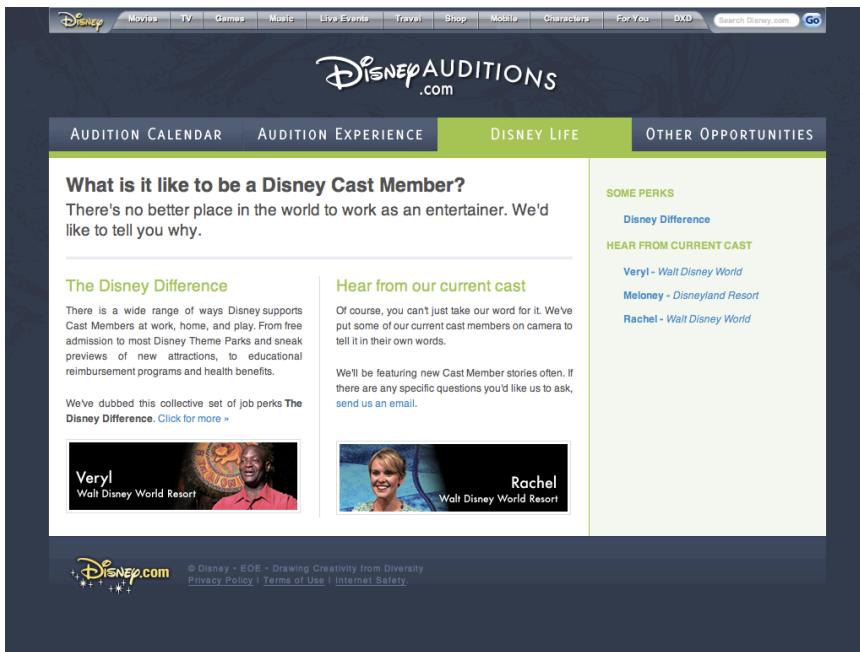 Disney Movies TV Games Music Live Events Travel Shop Mobile Characters For You DXD Search Disney.com Go
Disney AUDITIONS
.com
AUDITION CALENDAR AUDITION EXPERIENCE DISNEY LIFE OTHER OPPORTUNITIES
What is it like to be a Disney Cast Member?
There's no better place in the world to work as an entertainer. We'd
like to tell you why.
The Disney Difference
There is a wide range of ways Disney supports
Cast Members at work, home, and play. From free
admission to most Disney Theme Parks and sneak
previews of new attractions, to educational
reimbursement programs and health benefits.
We've dubbed this collective set of job perks The
Disney Difference. Click for more »
Veryl
Walt Disney World Resort
Hear from our current cast
Of course, you can't just take our word for it. We've
put some of our current cast members on camera to
tell it in their own words.
We'll be featuring new Cast Member stories often. If
there are any specific questions you'd like us to ask,
send us an email.
Rachel
Walt Disney World Resort
SOME PERKS
Disney Difference
HEAR FROM CURRENT CAST
Veryl - Walt Disney World
Meloney - Disneyland Resort
Rachel - Walt Disney World
Disney.com
© Disney • EOE • Drawing Creativity from Diversity
Privacy Policy | Terms of Use | Internet Safety.